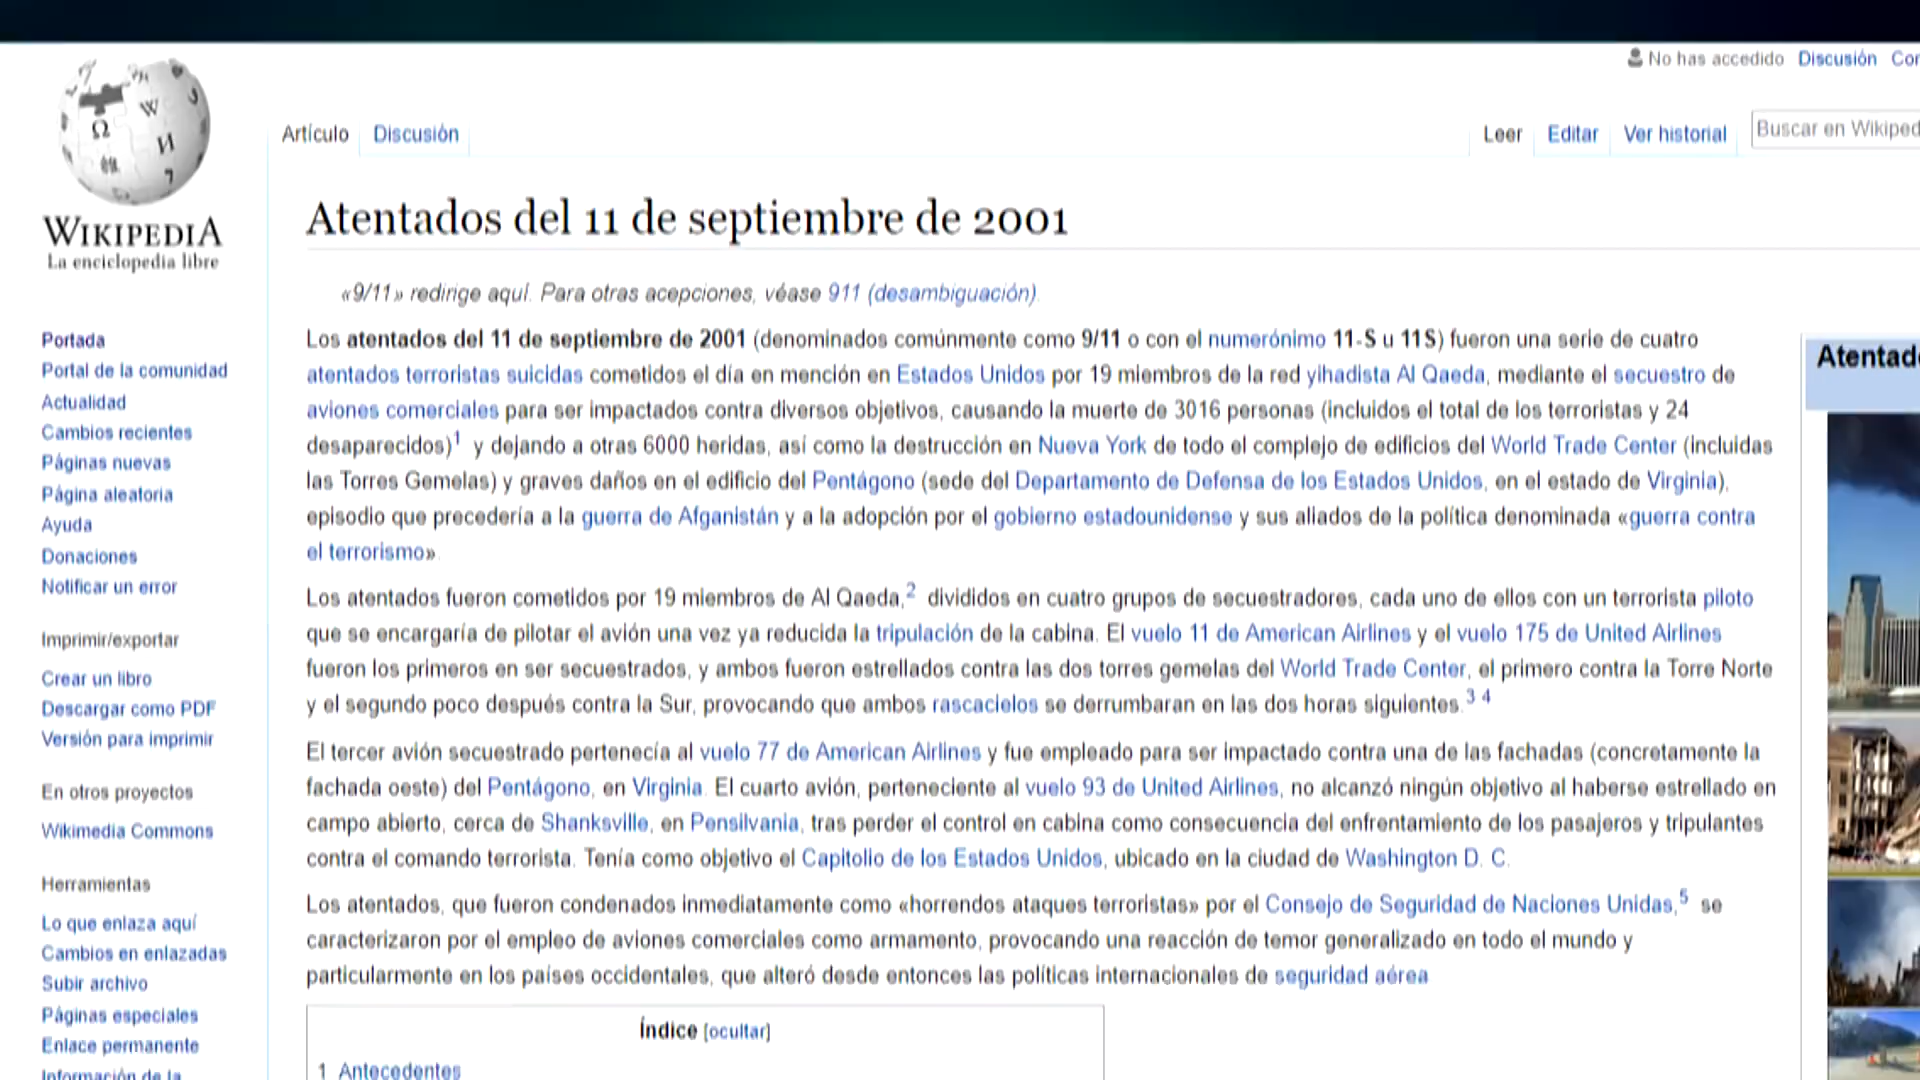 No has accedido Discusión
Artículo Discusión Leer Editar Ver historial Buscar en Wikiped
WIKIPEDIA
La enciclopedia libre
Atentados del 11 de septiembre de 2001
«9/11» redirige aquí. Para otras acepciones, véase 911 (desambiguación).
Los atentados del 11 de septiembre de 2001 (denominados comúnmente como 9/11 o con el numerónimo 11-S u 11S) fueron una serie de cuatro
atentados terroristas suicidas cometidos el día en mención en Estados Unidos por 19 miembros de la red yihadista Al Qaeda, mediante el secuestro de
aviones comerciales para ser impactados contra diversos objetivos, causando la muerte de 3016 personas (incluidos el total de los terroristas y 24
desaparecidos)1 y dejando a otras 6000 heridas, así como la destrucción en Nueva York de todo el complejo de edificios del World Trade Center (incluidas
las Torres Gemelas) y graves daños en el edificio del Pentágono (sede del Departamento de Defensa de los Estados Unidos, en el estado de Virginia),
episodio que precedería a la guerra de Afganistán y a la adopción por el gobierno estadounidense y sus aliados de la política denominada «guerra contra
el terrorismo».
Los atentados fueron cometidos por 19 miembros de Al Qaeda,2 divididos en cuatro grupos de secuestradores, cada uno de ellos con un terrorista piloto
que se encargaría de pilotar el avión una vez ya reducida la tripulación de la cabina. El vuelo 11 de American Airlines y el vuelo 175 de United Airlines
fueron los primeros en ser secuestrados, y ambos fueron estrellados contra las dos torres gemelas del World Trade Center, el primero contra la Torre Norte
y el segundo poco después contra la Sur, provocando que ambos rascacielos se derrumbaran en las dos horas siguientes.3 4
El tercer avión secuestrado pertenecía al vuelo 77 de American Airlines y fue empleado para ser impactado contra una de las fachadas (concretamente la
fachada oeste) del Pentágono, en Virginia. El cuarto avión, perteneciente al vuelo 93 de United Airlines, no alcanzó ningún objetivo al haberse estrellado en
campo abierto, cerca de Shanksville, en Pensilvania, tras perder el control en cabina como consecuencia del enfrentamiento de los pasajeros y tripulantes
contra el comando terrorista. Tenía como objetivo el Capitolio de los Estados Unidos, ubicado en la ciudad de Washington D. C.
Los atentados, que fueron condenados inmediatamente como «horrendos ataques terroristas» por el Consejo de Seguridad de Naciones Unidas,5 se
caracterizaron por el empleo de aviones comerciales como armamento, provocando una reacción de temor generalizado en todo el mundo y
particularmente en los países occidentales, que alteró desde entonces las políticas internacionales de seguridad aérea
Índice [ocultar]
1 Antecedentes
Portada
Portal de la comunidad
Actualidad
Cambios recientes
Páginas nuevas
Página aleatoria
Ayuda
Donaciones
Notificar un error
Imprimir/exportar
Crear un libro
Descargar como PDF
Versión para imprimir
En otros proyectos
Wikimedia Commons
Herramientas
Lo que enlaza aquí
Cambios en enlazadas
Subir archivo
Páginas especiales
Enlace permanente
Información de la
Atentad